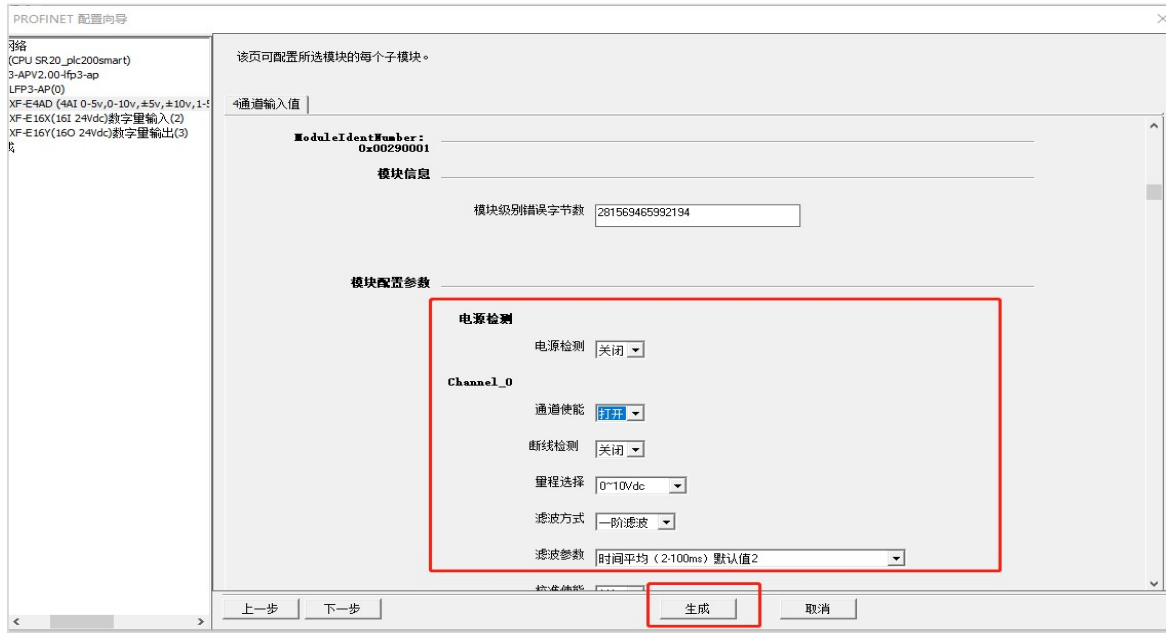 PROFINET 配置向导
网络
(CPU SR20_plc200smart)
3-APV2.00-lfp3-ap
LFP3-AP(0)
XF-E4AD (4AI 0-5v,0-10v,±5v,±10v,1-5
XF-E16X(16I 24Vdc)数字量输入(2)
XF-E16Y(16O 24Vdc)数字量输出(3)
该页可配置所选模块的每个子模块。
4通道输入值
ModuleIdentNumber:
0x00290001
模块信息
模块级别错误字节数 281569465992194
模块配置参数
电源检测
电源检测 关闭
Channel_0
通道使能 打开
断线检测 关闭
量程选择 0~10Vdc
滤波方式 一阶滤波
滤波参数 时间平均（2-100ms）默认值2
校准使能
上一步 下一步 生成 取消